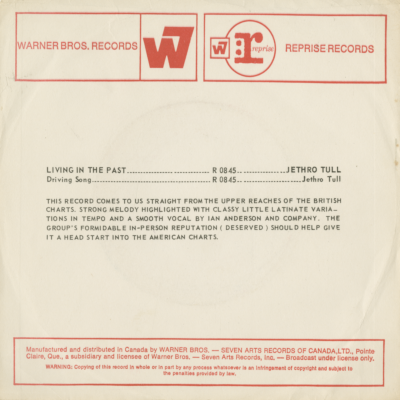 WARNER BROS. RECORDS W7 W7 r reprise REPRISE RECORDS
LIVING IN THE PAST R 0845 JETHRO TULL
Driving Song R 0845 Jethro Tull
THIS RECORD COMES TO US STRAIGHT FROM THE UPPER REACHES OF THE BRITISH
CHARTS. STRONG MELODY HIGHLIGHTED WITH CLASSY LITTLE LATINATE VARIA-
TIONS IN TEMPO AND A SMOOTH VOCAL BY IAN ANDERSON AND COMPANY. THE
GROUP'S FORMIDABLE IN-PERSON REPUTATION ( DESERVED ) SHOULD HELP GIVE
IT A HEAD START INTO THE AMERICAN CHARTS.
Manufactured and distributed in Canada by WARNER BROS. — SEVEN ARTS RECORDS OF CANADA,LTD., Pointe
Claire, Que., a subsidiary and licensee of Warner Bros. — Seven Arts Records, Inc. — Broadcast under license only.
WARNING: Copying of this record in whole or in part by any process whatsoever is an infringement of copyright and subject to
the penalties provided by law.